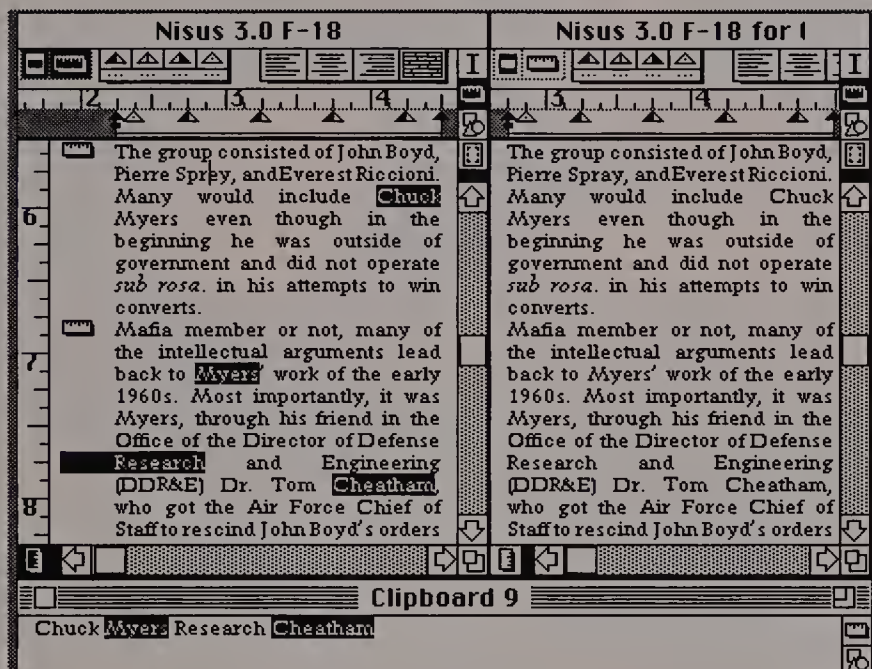 Nisus 3.0 F-18
2 3 4
6
7
8
The group consisted of John Boyd,
Pierre Sprey, andEverest Riccioni.
Many would include Chuck
Myers even though in the
beginning he was outside of
government and did not operate
sub rosa. in his attempts to win
converts.
Mafia member or not, many of
the intellectual arguments lead
back to Myers' work of the early
1960s. Most importantly, it was
Myers, through his friend in the
Office of the Director of Defense
Research and Engineering
(DDR&E) Dr. Tom Cheatham,
who got the Air Force Chief of
Staff to rescind John Boyd's orders
Nisus 3.0 F-18 for
3 4
The group consisted of John Boyd,
Pierre Spray, andEverest Riccioni.
Many would include Chuck
Myers even though in the
beginning he was outside of
government and did not operate
sub rosa. in his attempts to win
converts.
Mafia member or not, many of
the intellectual arguments lead
back to Myers' work of the early
1960s. Most importantly, it was
Myers, through his friend in the
Office of the Director of Defense
Research and Engineering
(DDR&E) Dr. Tom Cheatham,
who got the Air Force Chief of
Staff to rescind John Boyd's orders
Clipboard 9
Chuck Myers Research Cheatham